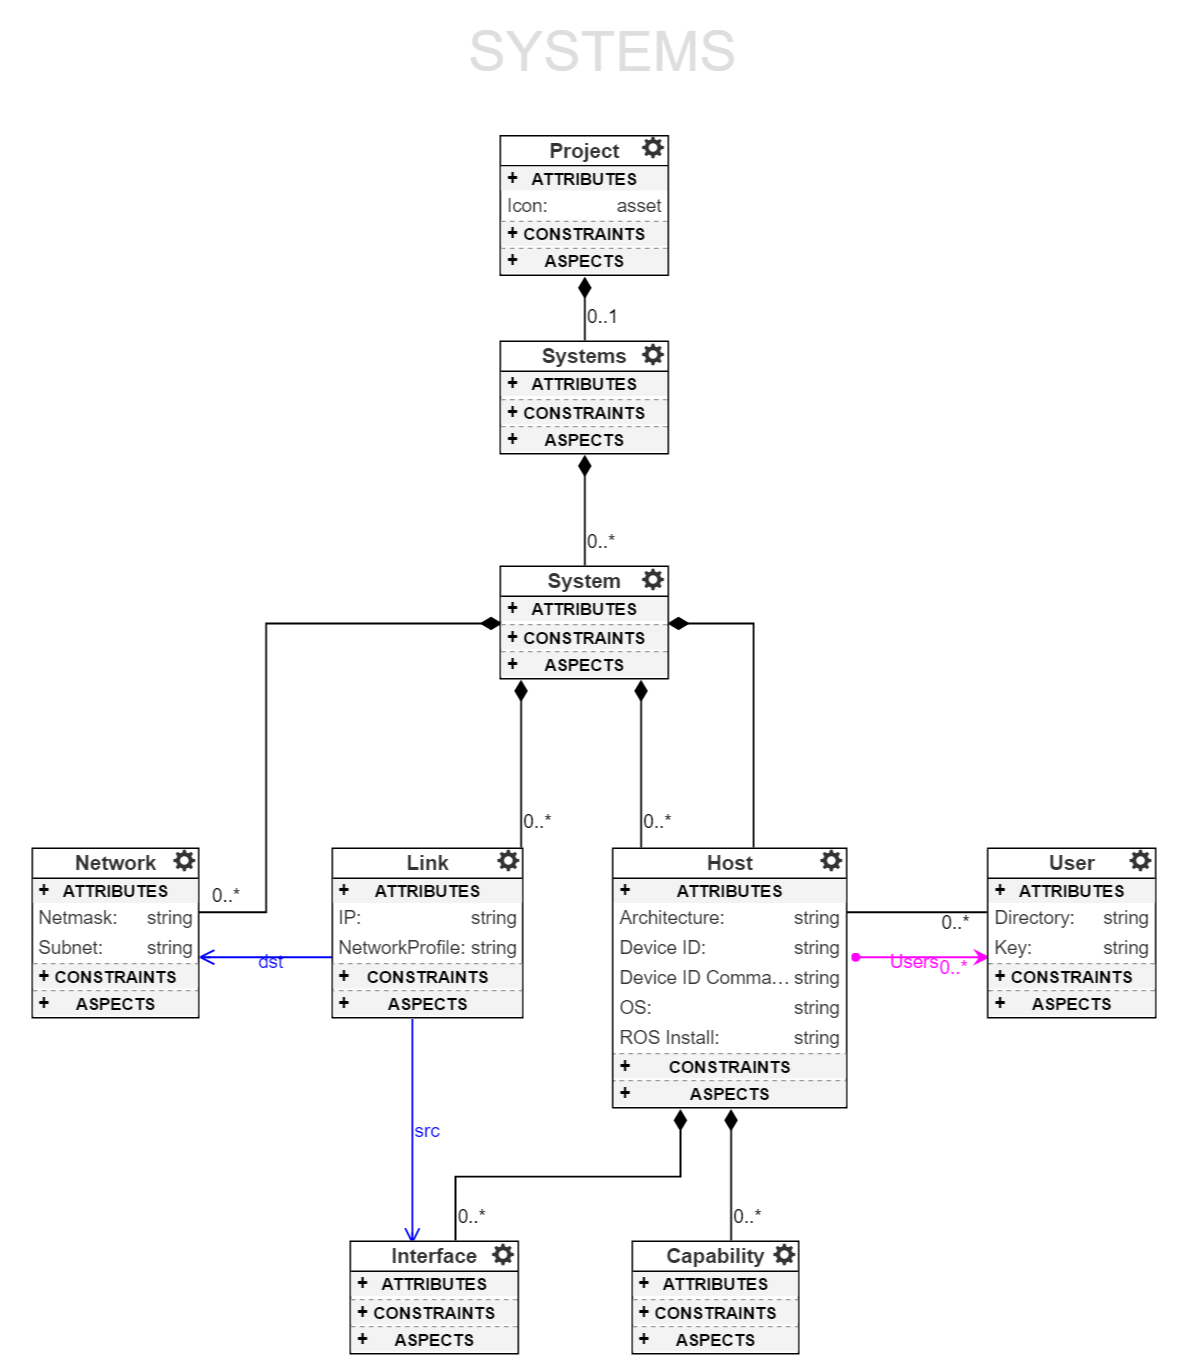 SYSTEMS
Project
+ ATTRIBUTES
Icon: asset
+ CONSTRAINTS
+ ASPECTS
0..1
Systems
+ ATTRIBUTES
+ CONSTRAINTS
+ ASPECTS
0..*
System
+ ATTRIBUTES
+ CONSTRAINTS
+ ASPECTS
0..*
0..*
Network
+ ATTRIBUTES
Netmask: string
Subnet: string
+ CONSTRAINTS
+ ASPECTS
0..*
dst
Link
+ ATTRIBUTES
IP: string
NetworkProfile: string
+ CONSTRAINTS
+ ASPECTS
Host
+ ATTRIBUTES
Architecture: string
Device ID: string
Device ID Comma... string
OS: string
ROS Install: string
+ CONSTRAINTS
+ ASPECTS
0..*
Users 0..*
User
+ ATTRIBUTES
Directory: string
Key: string
+ CONSTRAINTS
+ ASPECTS
src
0..*
0..*
Interface
+ ATTRIBUTES
+ CONSTRAINTS
+ ASPECTS
Capability
+ ATTRIBUTES
+ CONSTRAINTS
+ ASPECTS